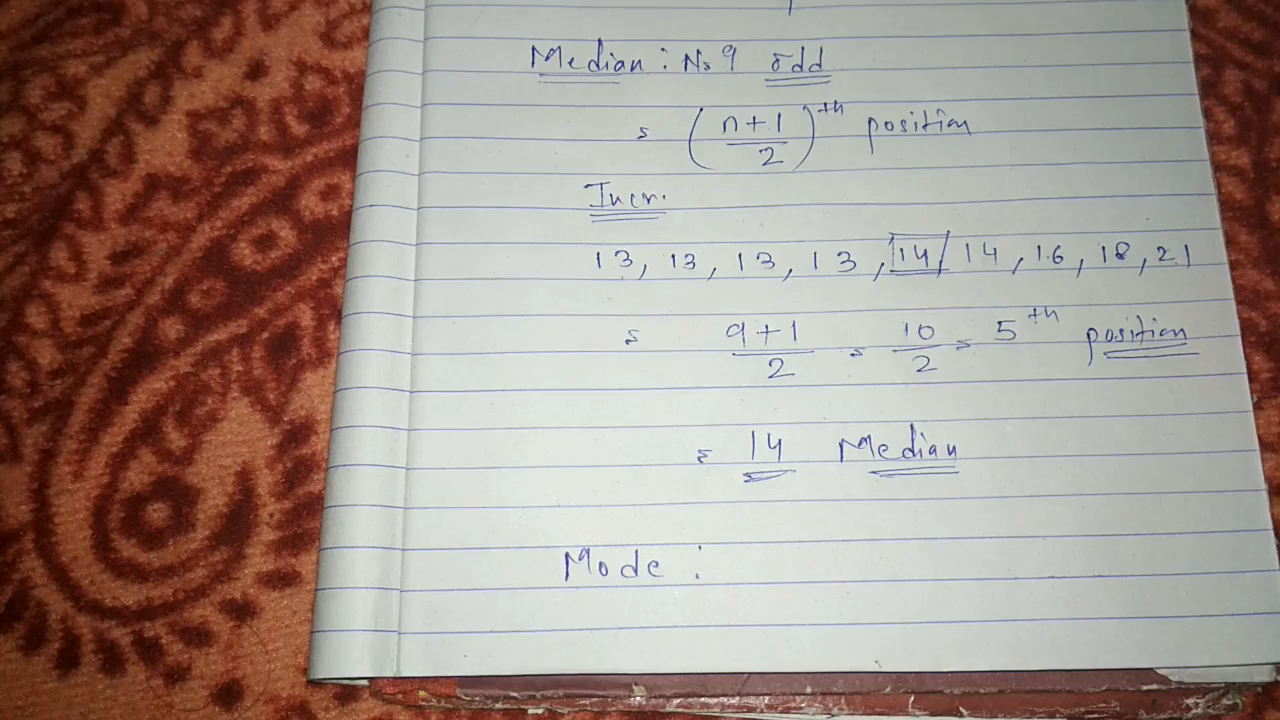 Median : N= 9 odd
= (n+1/2)th position
Incr.
13, 13, 13, 13, 14, 14, 16, 18, 21
= 9+1/2 = 10/2 = 5th position
= 14 Median
Mode :